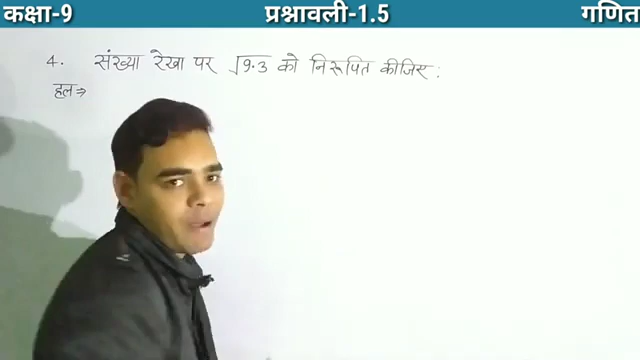 कक्षा-9 प्रश्नावली-1.5 गणित
4. संख्या रेखा पर √9.3 को निरूपित कीजिए :
हल⇒